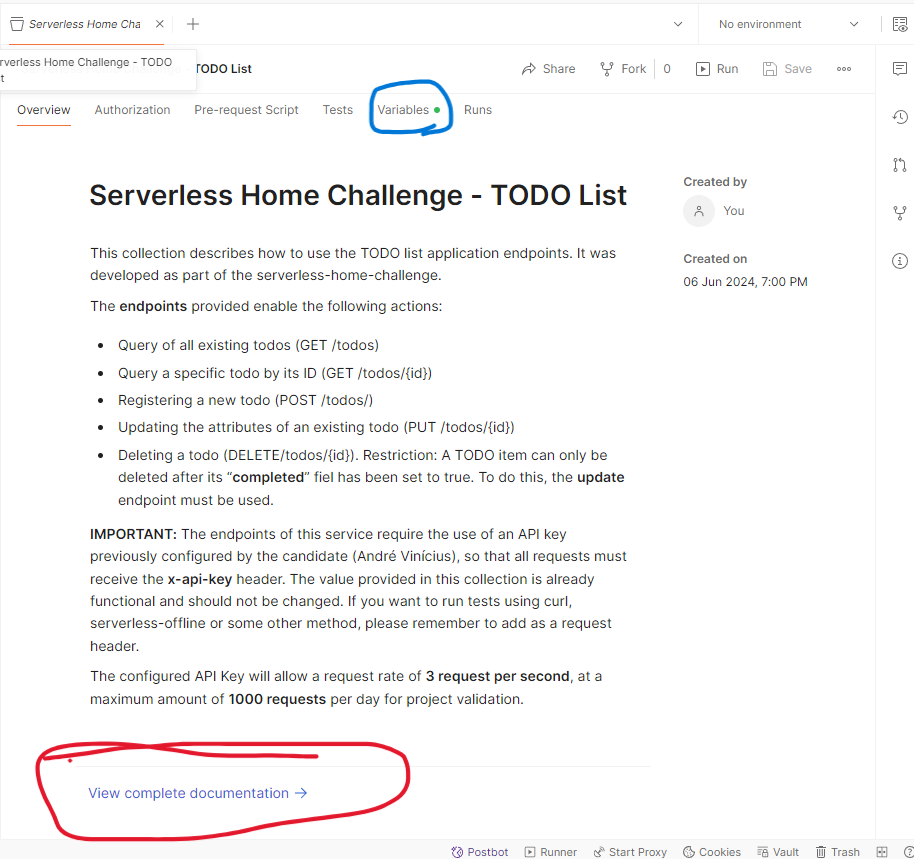 Serverless Home Cha
No environment
rverless Home Challenge - TODO
t
TODO List
Share
Fork
0
Run
Save
Overview
Authorization
Pre-request Script
Tests
Variables
Runs
Serverless Home Challenge - TODO List
Created by
You
Created on
06 Jun 2024, 7:00 PM
This collection describes how to use the TODO list application endpoints. It was
developed as part of the serverless-home-challenge.
The endpoints provided enable the following actions:
• Query of all existing todos (GET /todos)
• Query a specific todo by its ID (GET /todos/{id})
• Registering a new todo (POST /todos/)
• Updating the attributes of an existing todo (PUT /todos/{id})
• Deleting a todo (DELETE/todos/{id}). Restriction: A TODO item can only be
deleted after its “completed” fiel has been set to true. To do this, the update
endpoint must be used.
IMPORTANT: The endpoints of this service require the use of an API key
previously configured by the candidate (André Vinícius), so that all requests must
receive the x-api-key header. The value provided in this collection is already
functional and should not be changed. If you want to run tests using curl,
serverless-offline or some other method, please remember to add as a request
header.
The configured API Key will allow a request rate of 3 request per second, at a
maximum amount of 1000 requests per day for project validation.
View complete documentation →
Postbot
Runner
Start Proxy
Cookies
Vault
Trash